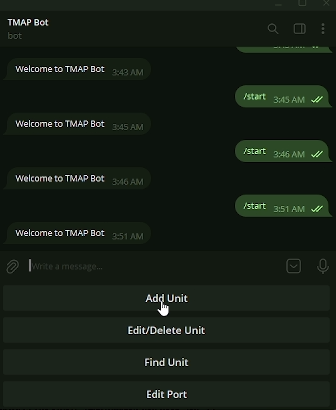 TMAP Bot
bot
Welcome to TMAP Bot 3:43 AM
/start 3:45 AM
Welcome to TMAP Bot 3:45 AM
/start 3:46 AM
Welcome to TMAP Bot 3:46 AM
/start 3:51 AM
Welcome to TMAP Bot 3:51 AM
Write a message...
Add Unit
Edit/Delete Unit
Find Unit
Edit Port